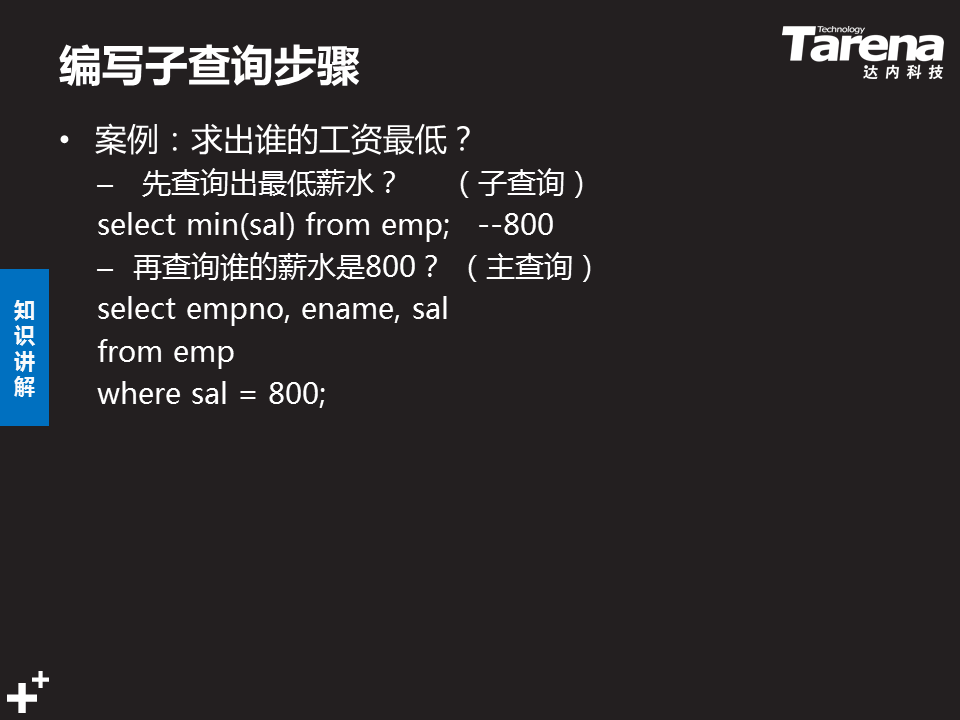 编写子查询步骤
Technology
Tarena
达内科技
• 案例：求出谁的工资最低？
– 先查询出最低薪水？ （子查询）
select min(sal) from emp; --800
– 再查询谁的薪水是800？ （主查询）
select empno, ename, sal
from emp
where sal = 800;
知
识
讲
解